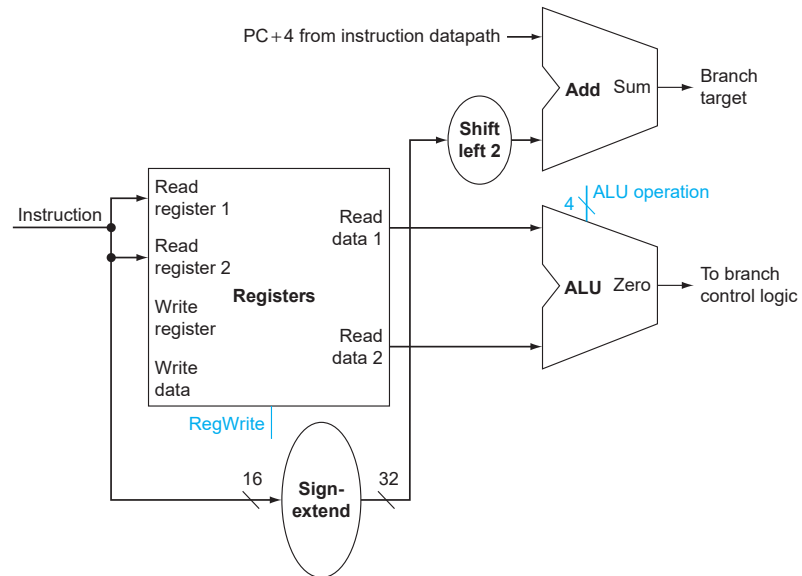 PC+4 from instruction datapath
Add Sum
Branch
target
Shift
left 2
Instruction
Read
register 1
Read
register 2
Write
register
Write
data
Registers
Read
data 1
Read
data 2
RegWrite
4
ALU operation
ALU Zero
To branch
control logic
16
Sign-
extend
32